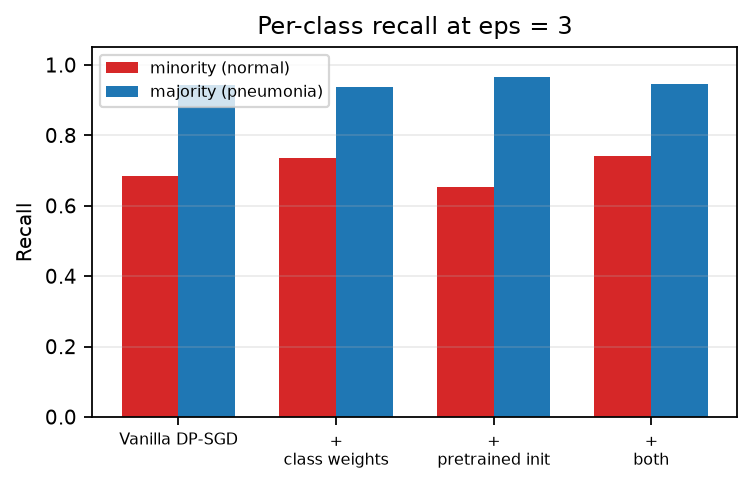 Per-class recall at eps = 3
minority (normal)
majority (pneumonia)
Recall
1.0
0.8
0.6
0.4
0.2
0.0
Vanilla DP-SGD
+
class weights
+
pretrained init
+
both